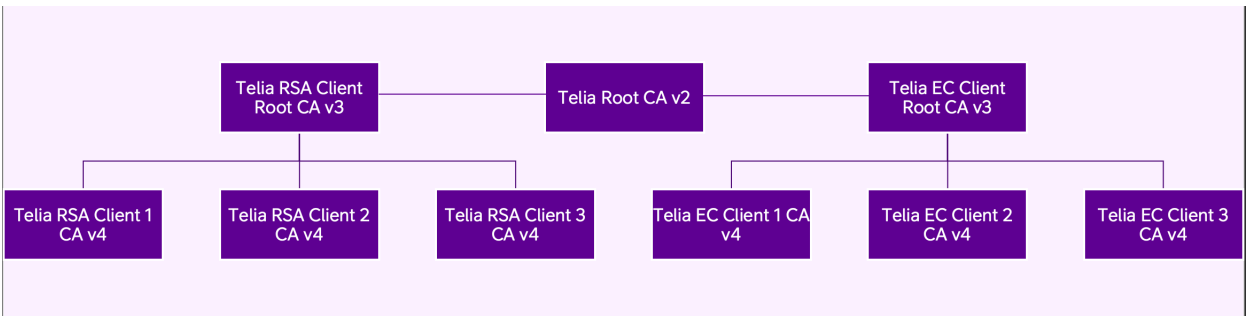 Telia RSA Client
Root CA v3
Telia Root CA v2
Telia EC Client
Root CA v3
Telia RSA Client 1
CA v4
Telia RSA Client 2
CA v4
Telia RSA Client 3
CA v4
Telia EC Client 1 CA
v4
Telia EC Client 2
CA v4
Telia EC Client 3
CA v4